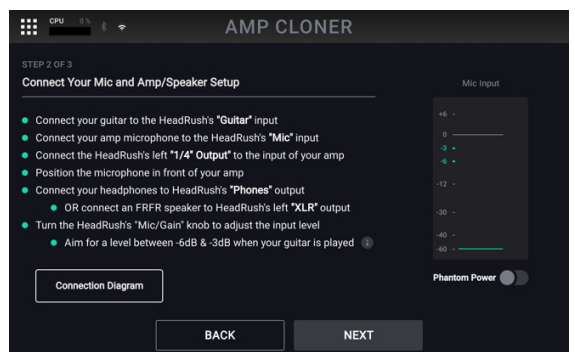 CPU 0%
AMP CLONER
STEP 2 OF 3
Connect Your Mic and Amp/Speaker Setup
Connect your guitar to the HeadRush's "Guitar" input
Connect your amp microphone to the HeadRush's "Mic" input
Connect the HeadRush's left "1/4" Output" to the input of your amp
Position the microphone in front of your amp
Connect your headphones to HeadRush's "Phones" output
OR connect an FRFR speaker to HeadRush's left "XLR" output
Turn the HeadRush's "Mic/Gain" knob to adjust the input level
Aim for a level between -6dB & -3dB when your guitar is played
Connection Diagram
Mic Input
+6
0
-3
-6
-12
-30
-40
-60
Phantom Power
BACK
NEXT